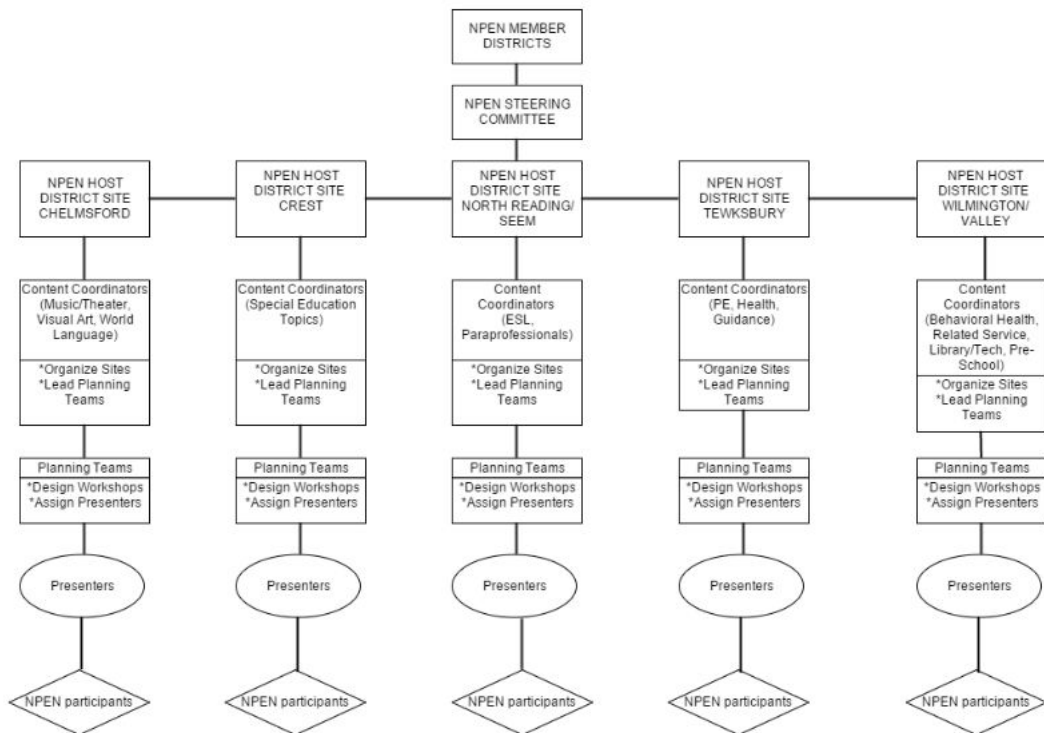 NPEN MEMBER
DISTRICTS
NPEN STEERING
COMMITTEE
NPEN HOST
DISTRICT SITE
CHELMSFORD
NPEN HOST
DISTRICT SITE
CREST
NPEN HOST
DISTRICT SITE
NORTH READING/
SEEM
NPEN HOST
DISTRICT SITE
TEWKSBURY
NPEN HOST
DISTRICT SITE
WILMINGTON/
VALLEY
Content Coordinators
(Music/Theater,
Visual Art, World
Language)
*Organize Sites
*Lead Planning
Teams
Content Coordinators
(Special Education
Topics)
*Organize Sites
*Lead Planning
Teams
Content
Coordinators
(ESL,
Paraprofessionals)
*Organize Sites
*Lead Planning
Teams
Content Coordinators
(PE, Health,
Guidance)
*Organize Sites
*Lead Planning
Teams
Content
Coordinators
(Behavioral Health,
Related Service,
Library/Tech, Pre-
School)
*Organize Sites
*Lead Planning
Teams
Planning Teams
*Design Workshops
*Assign Presenters
Planning Teams
*Design Workshops
*Assign Presenters
Planning Teams
*Design Workshops
*Assign Presenters
Planning Teams
*Design Workshops
*Assign Presenters
Planning Teams
*Design Workshops
*Assign Presenters
Presenters
Presenters
Presenters
Presenters
Presenters
NPEN participants
NPEN participants
NPEN participants
NPEN participants
NPEN participants